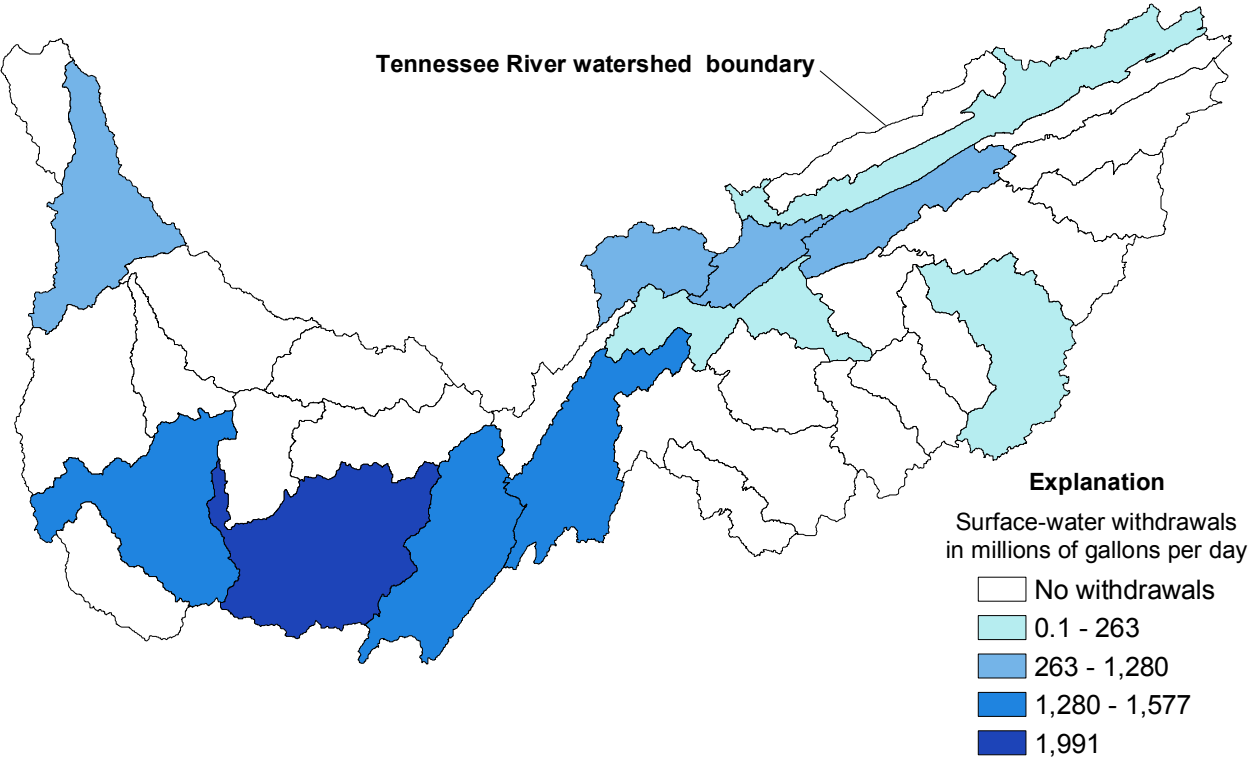 Tennessee River watershed boundary
Explanation
Surface-water withdrawals
in millions of gallons per day
No withdrawals
0.1 - 263
263 - 1,280
1,280 - 1,577
1,991